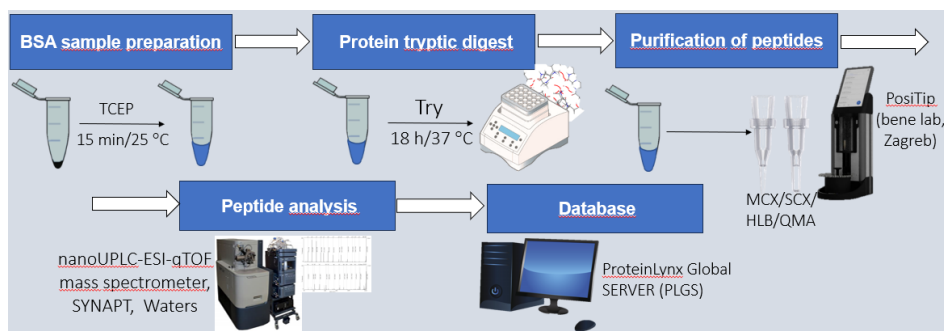 BSA sample preparation
Protein tryptic digest
Purification of peptides
TCEP
15 min/25 °C
Try
18 h/37 °C
PosiTip
(bene lab,
Zagreb)
MCX/SCX/
HLB/QMA
Peptide analysis
Database
nanoUPLC-ESI-qTOF
mass spectrometer,
SYNAPT, Waters
ProteinLynx Global
SERVER (PLGS)